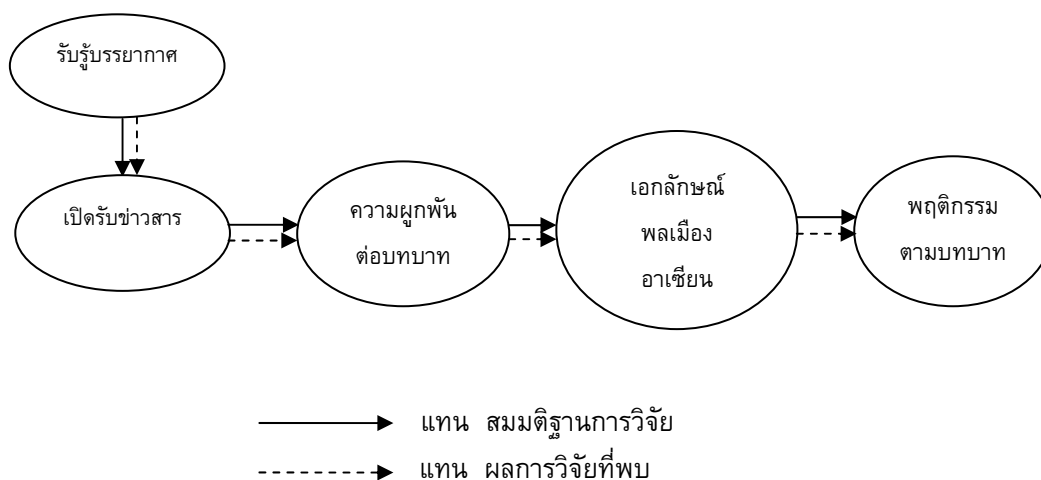 รับรู้บรรยากาศ
เปิดรับข่าวสาร
ความผูกพัน
ต่อบทบาท
เอกลักษณ์
พลเมือง
อาเซียน
พฤติกรรม
ตามบทบาท
แทน สมมติฐานการวิจัย
แทน ผลการวิจัยที่พบ